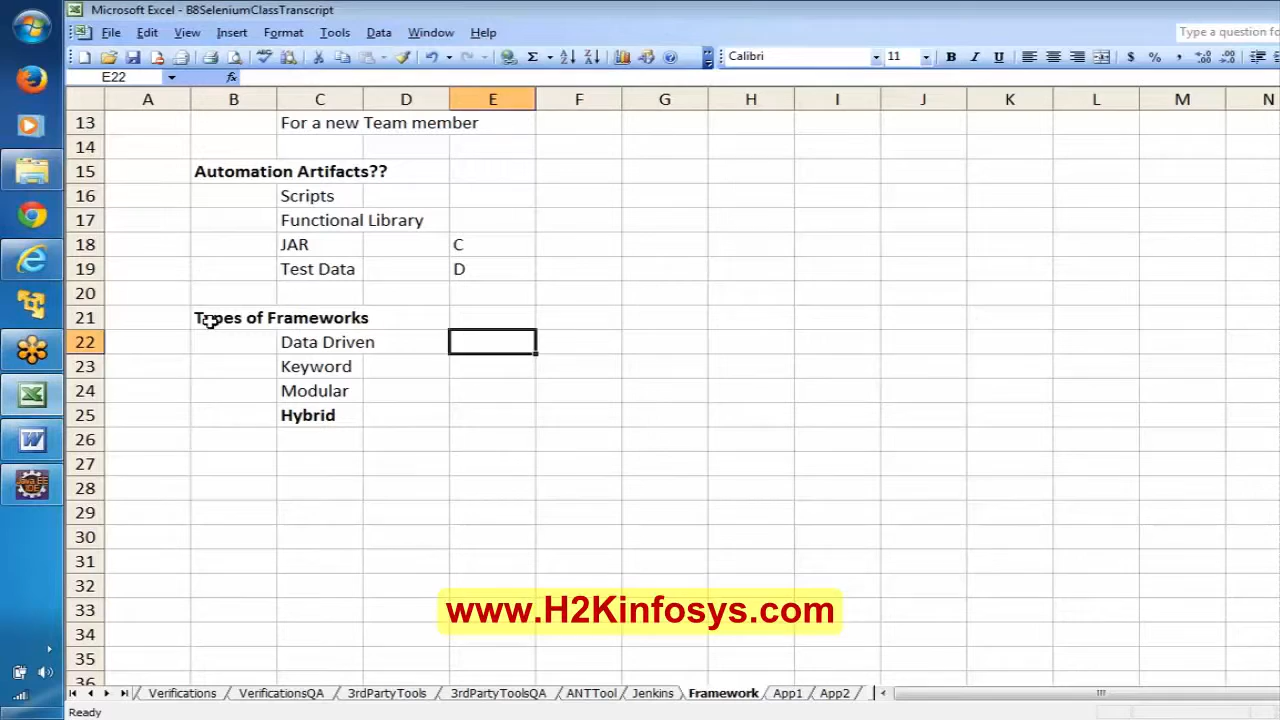 Microsoft Excel - B8SeleniumClassTranscript
File Edit View Insert Format Tools Data Window Help
Type a question fo
Calibri 11 B I U $ % ,
E22 fx
A B C D E F G H I J K L M N
13 For a new Team member
14
15 Automation Artifacts??
16 Scripts
17 Functional Library
18 JAR C
19 Test Data D
20
21 Types of Frameworks
22 Data Driven
23 Keyword
24 Modular
25 Hybrid
26
27
28
29
30
31
32
33
www.H2Kinfosys.com
34
35
36
Verifications VerificationsQA 3rdPartyTools 3rdPartyToolsQA ANTTool Jenkins Framework App1 App2
Ready